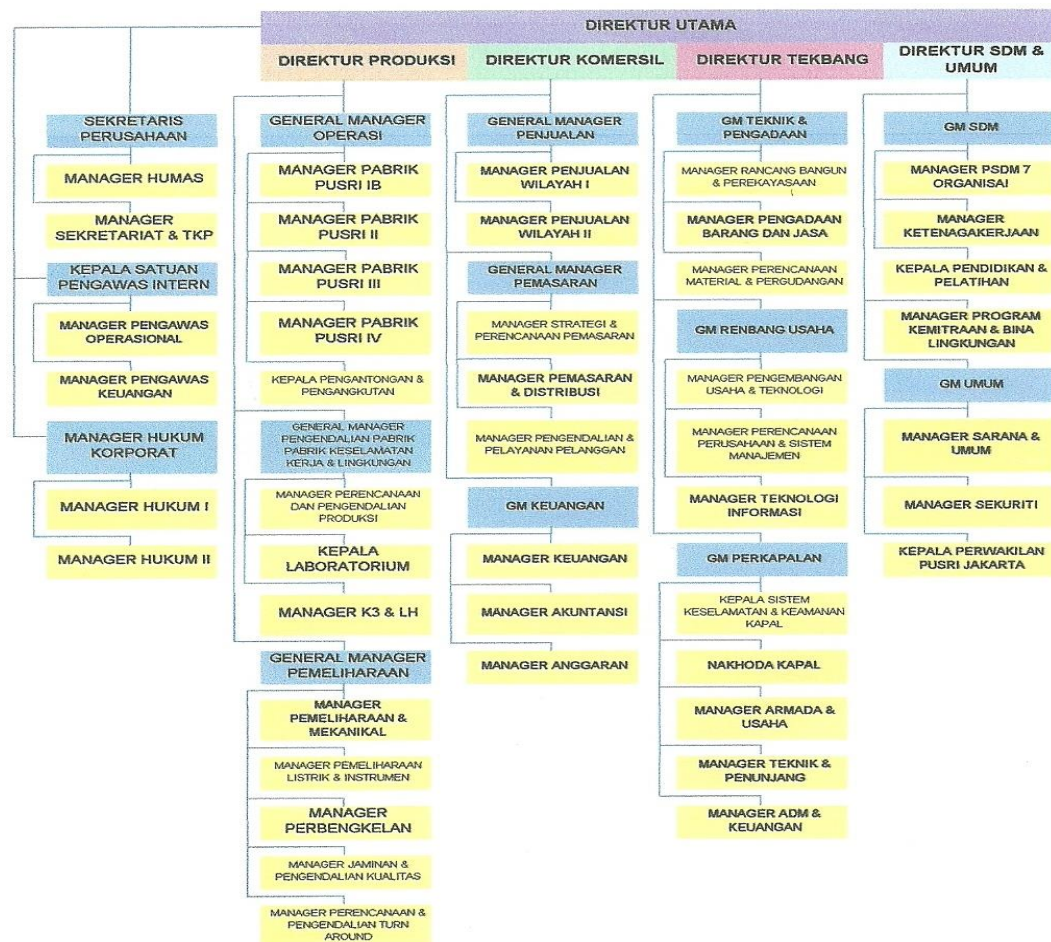 DIREKTUR UTAMA
DIREKTUR PRODUKSI
DIREKTUR KOMERSIL
DIREKTUR TEKBANG
DIREKTUR SDM &
UMUM
SEKRETARIS
PERUSAHAAN
MANAGER HUMAS
MANAGER
SEKRETARIAT & TKP
KEPALA SATUAN
PENGAWAS INTERN
MANAGER PENGAWAS
OPERASIONAL
MANAGER PENGAWAS
KEUANGAN
MANAGER HUKUM
KORPORAT
MANAGER HUKUM I
MANAGER HUKUM II
GENERAL MANAGER
OPERASI
MANAGER PABRIK
PUSRI IB
MANAGER PABRIK
PUSRI II
MANAGER PABRIK
PUSRI III
MANAGER PABRIK
PUSRI IV
KEPALA PENGANTONGAN &
PENGANGKUTAN
GENERAL MANAGER
PENGENDALIAN PABRIK
PABRIK KESELAMATAN
KERJA & LINGKUNGAN
MANAGER PERENCANAAN
DAN PENGENDALIAN
PRODUKSI
KEPALA
LABORATORIUM
MANAGER K3 & LH
GENERAL MANAGER
PEMELIHARAAN
MANAGER
PEMELIHARAAN &
MEKANIKAL
MANAGER PEMELIHARAAN
LISTRIK & INSTRUMEN
MANAGER
PERBENGKELAN
MANAGER JAMINAN &
PENGENDALIAN KUALITAS
MANAGER PERENCANAAN &
PENGENDALIAN TURN
AROUND
GENERAL MANAGER
PENJUALAN
MANAGER PENJUALAN
WILAYAH I
MANAGER PENJUALAN
WILAYAH II
GENERAL MANAGER
PEMASARAN
MANAGER STRATEGI &
PERENCANAAN PEMASARAN
MANAGER PEMASARAN
& DISTRIBUSI
MANAGER PENGENDALIAN &
PELAYANAN PELANGGAN
GM KEUANGAN
MANAGER KEUANGAN
MANAGER AKUNTANSI
MANAGER ANGGARAN
GM TEKNIK &
PENGADAAN
MANAGER RANCANG BANGUN
& PEREKAYASAAN
MANAGER PENGADAAN
BARANG DAN JASA
MANAGER PERENCANAAN
MATERIAL & PERGUDANGAN
GM RENBANG USAHA
MANAGER PENGEMBANGAN
USAHA & TEKNOLOGI
MANAGER PERENCANAAN
PERUSAHAAN & SISTEM
MANAJEMEN
MANAGER TEKNOLOGI
INFORMASI
GM PERKAPALAN
KEPALA SISTEM
KESELAMATAN & KEAMANAN
KAPAL
NAKHODA KAPAL
MANAGER ARMADA &
USAHA
MANAGER TEKNIK &
PENUNJANG
MANAGER ADM &
KEUANGAN
GM SDM
MANAGER PSDM 7
ORGANISAI
MANAGER
KETENAGAKERJAAN
KEPALA PENDIDIKAN &
PELATIHAN
MANAGER PROGRAM
KEMITRAAN & BINA
LINGKUNGAN
GM UMUM
MANAGER SARANA &
UMUM
MANAGER SEKURITI
KEPALA PERWAKILAN
PUSRI JAKARTA